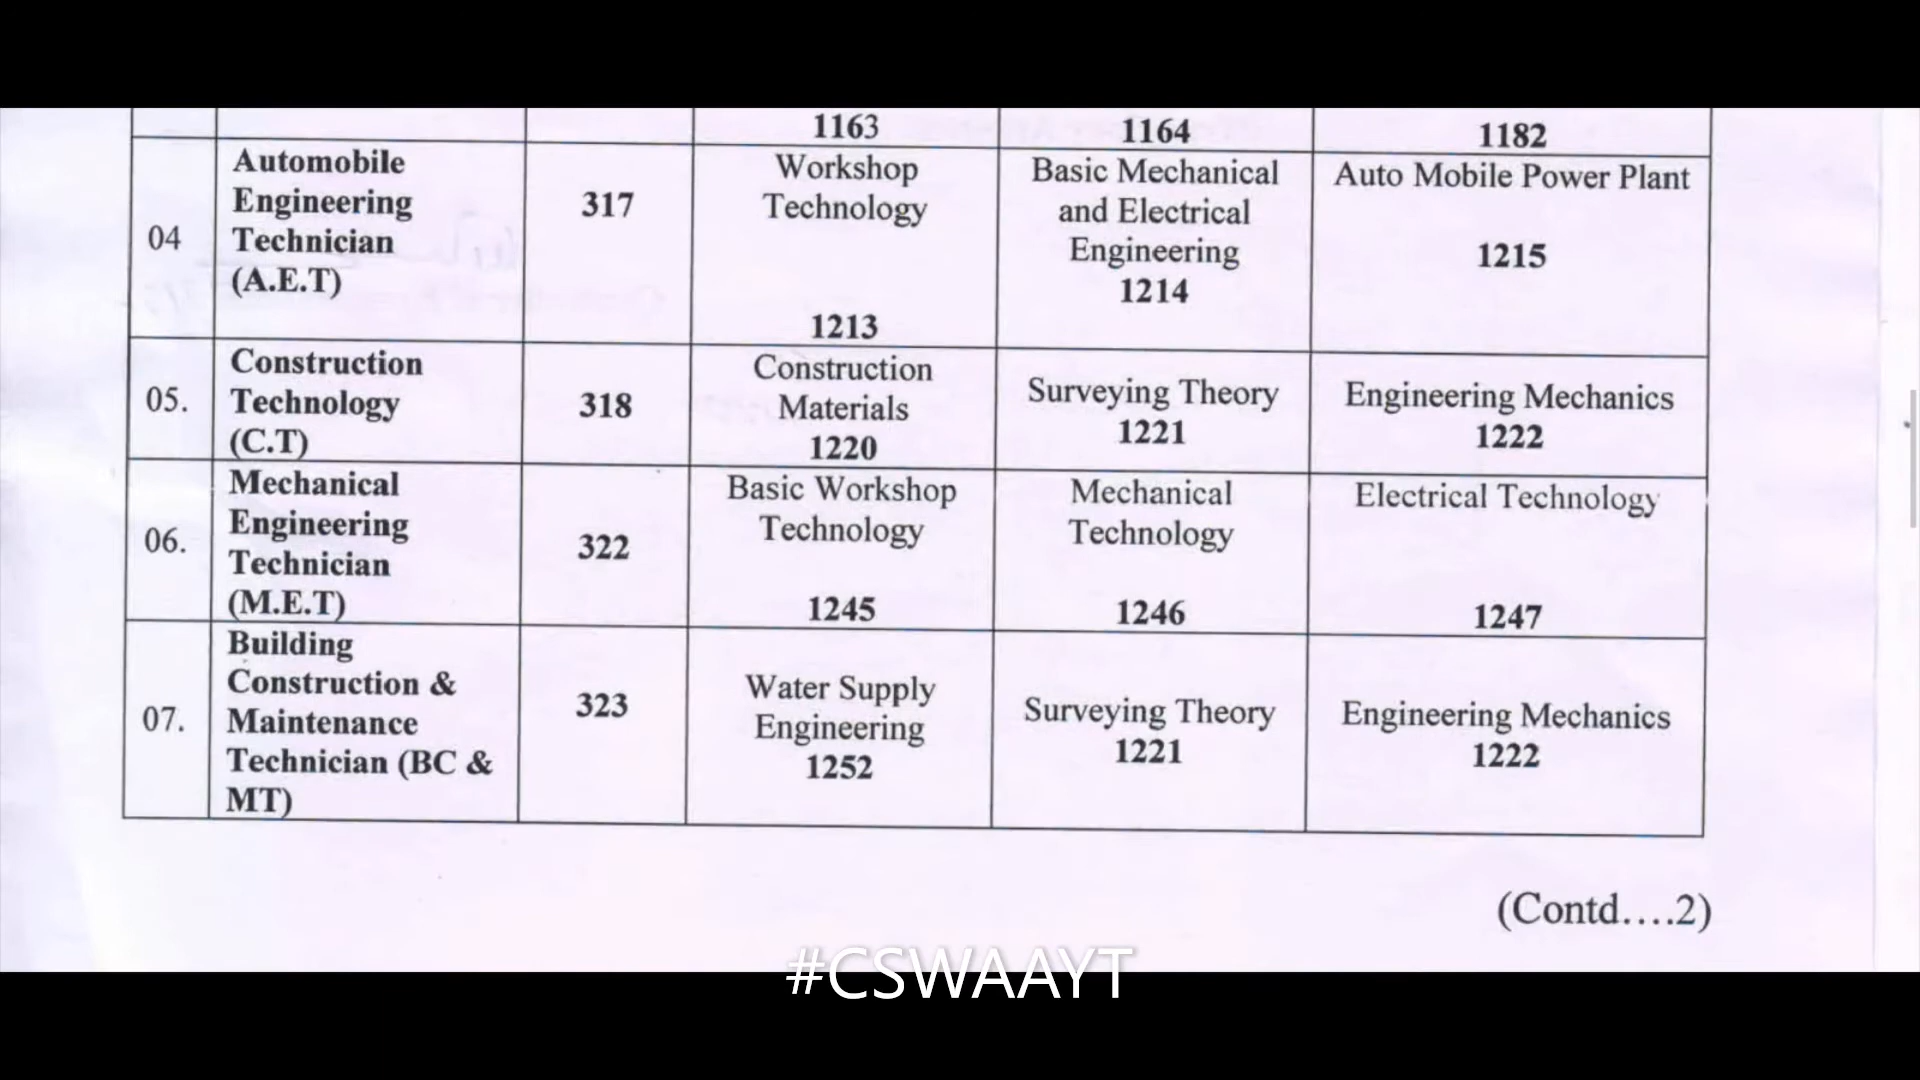 1163 1164 1182
04 Automobile Engineering Technician (A.E.T) 317 Workshop Technology 1213 Basic Mechanical and Electrical Engineering 1214 Auto Mobile Power Plant 1215
05. Construction Technology (C.T) 318 Construction Materials 1220 Surveying Theory 1221 Engineering Mechanics 1222
06. Mechanical Engineering Technician (M.E.T) 322 Basic Workshop Technology 1245 Mechanical Technology 1246 Electrical Technology 1247
07. Building Construction & Maintenance Technician (BC & MT) 323 Water Supply Engineering 1252 Surveying Theory 1221 Engineering Mechanics 1222
(Contd....2)
#CSWAAYT